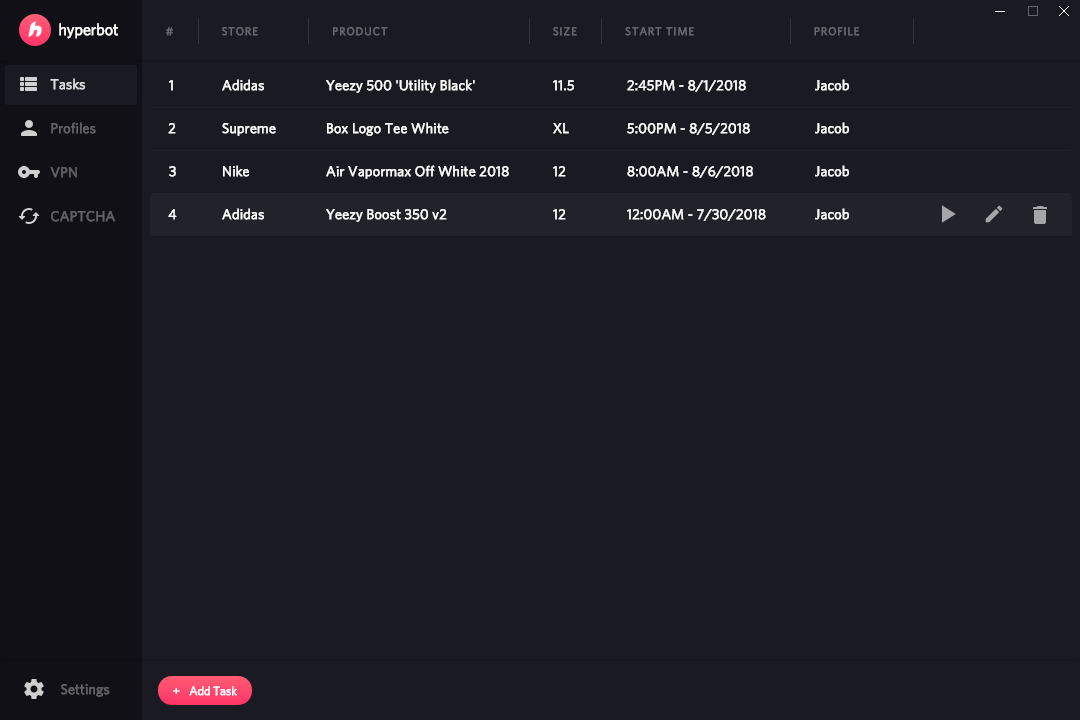 hyperbot
# STORE PRODUCT SIZE START TIME PROFILE
Tasks
Profiles
VPN
CAPTCHA
1 Adidas Yeezy 500 'Utility Black' 11.5 2:45PM - 8/1/2018 Jacob
2 Supreme Box Logo Tee White XL 5:00PM - 8/5/2018 Jacob
3 Nike Air Vapormax Off White 2018 12 8:00AM - 8/6/2018 Jacob
4 Adidas Yeezy Boost 350 v2 12 12:00AM - 7/30/2018 Jacob
Settings
+ Add Task